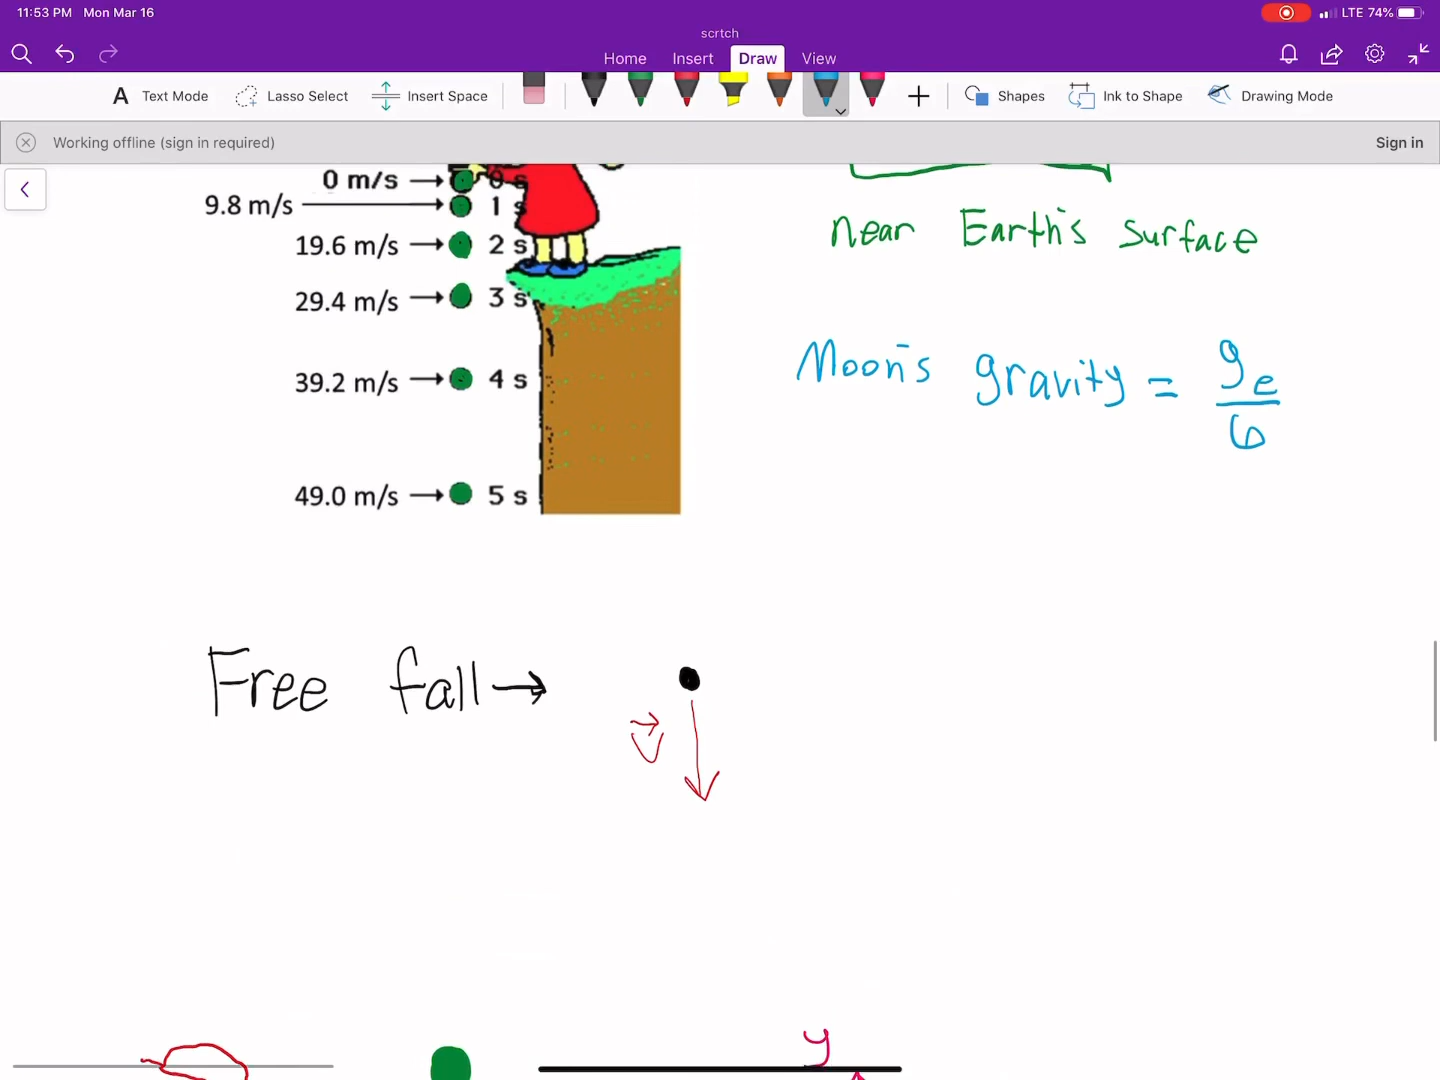 11:53 PM Mon Mar 16
LTE 74%
scrtch
Home Insert Draw View
A Text Mode Lasso Select Insert Space Shapes Ink to Shape Drawing Mode
Working offline (sign in required) Sign in
0 m/s → 0 s
9.8 m/s → 1 s
19.6 m/s → 2 s
29.4 m/s → 3 s
39.2 m/s → 4 s
49.0 m/s → 5 s
near Earth's surface
Moon's gravity = gₑ/6
Free fall →
v⃗
y